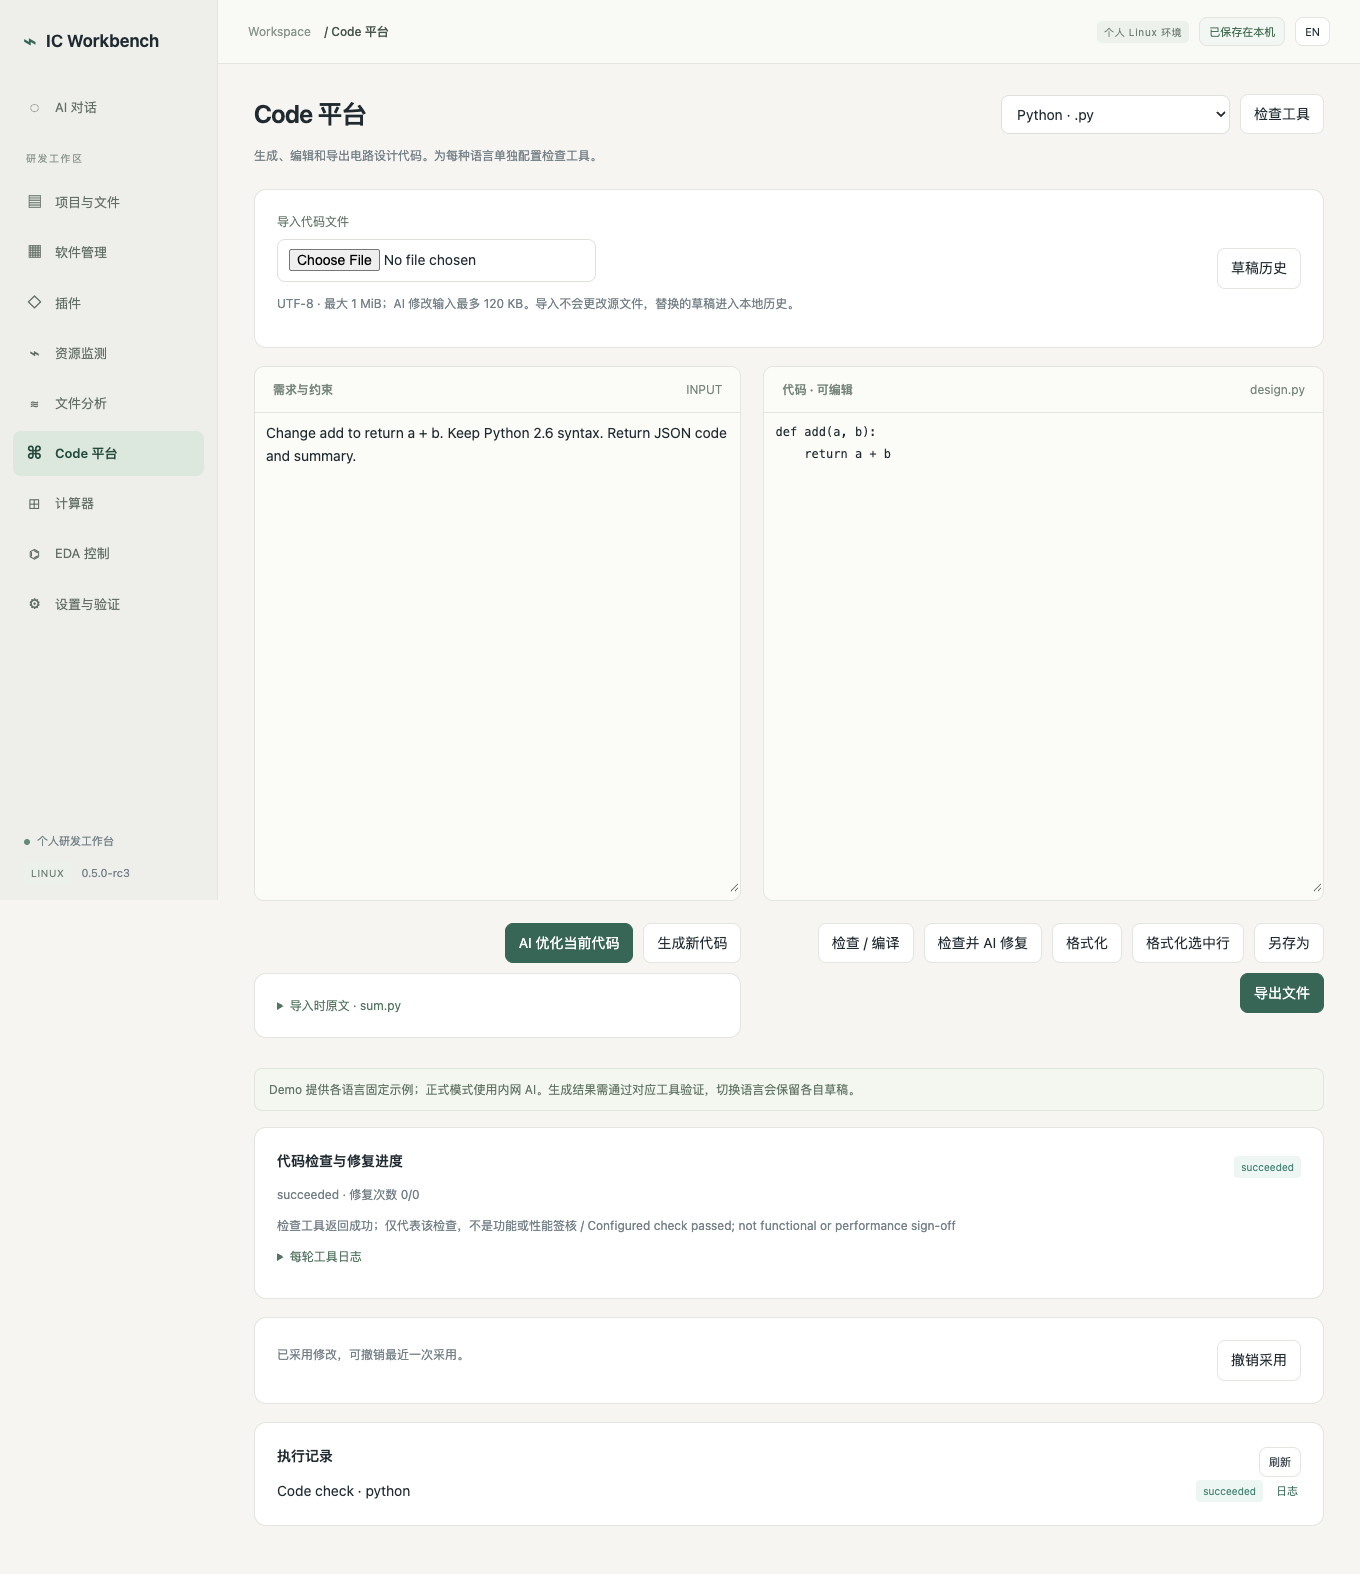 IC Workbench
AI 对话
研发工作区
项目与文件
软件管理
插件
资源监测
文件分析
Code 平台
计算器
EDA 控制
设置与验证
个人研发工作台
LINUX 0.5.0-rc3
Workspace / Code 平台
个人 Linux 环境
已保存在本机
EN
Code 平台
Python · .py
检查工具
生成、编辑和导出电路设计代码。为每种语言单独配置检查工具。
导入代码文件
Choose File No file chosen
草稿历史
UTF-8 · 最大 1 MiB；AI 修改输入最多 120 KB。导入不会更改源文件，替换的草稿进入本地历史。
需求与约束 INPUT
Change add to return a + b. Keep Python 2.6 syntax. Return JSON code
and summary.
代码 · 可编辑 design.py
def add(a, b):
    return a + b
AI 优化当前代码
生成新代码
检查 / 编译
检查并 AI 修复
格式化
格式化选中行
另存为
导出文件
导入时原文 · sum.py
Demo 提供各语言固定示例；正式模式使用内网 AI。生成结果需通过对应工具验证，切换语言会保留各自草稿。
代码检查与修复进度
succeeded
succeeded · 修复次数 0/0
检查工具返回成功；仅代表该检查，不是功能或性能签核 / Configured check passed; not functional or performance sign-off
每轮工具日志
已采用修改，可撤销最近一次采用。
撤销采用
执行记录
刷新
Code check · python
succeeded
日志